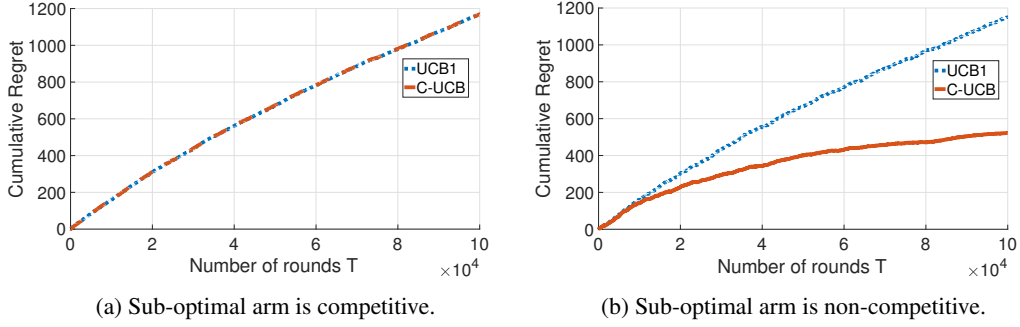 1200
1000
800
600
400
200
0
Cumulative Regret
UCB1
C-UCB
0 2 4 6 8 10
Number of rounds T
×10^4
(a) Sub-optimal arm is competitive.
1200
1000
800
600
400
200
0
Cumulative Regret
UCB1
C-UCB
0 2 4 6 8 10
Number of rounds T
×10^4
(b) Sub-optimal arm is non-competitive.